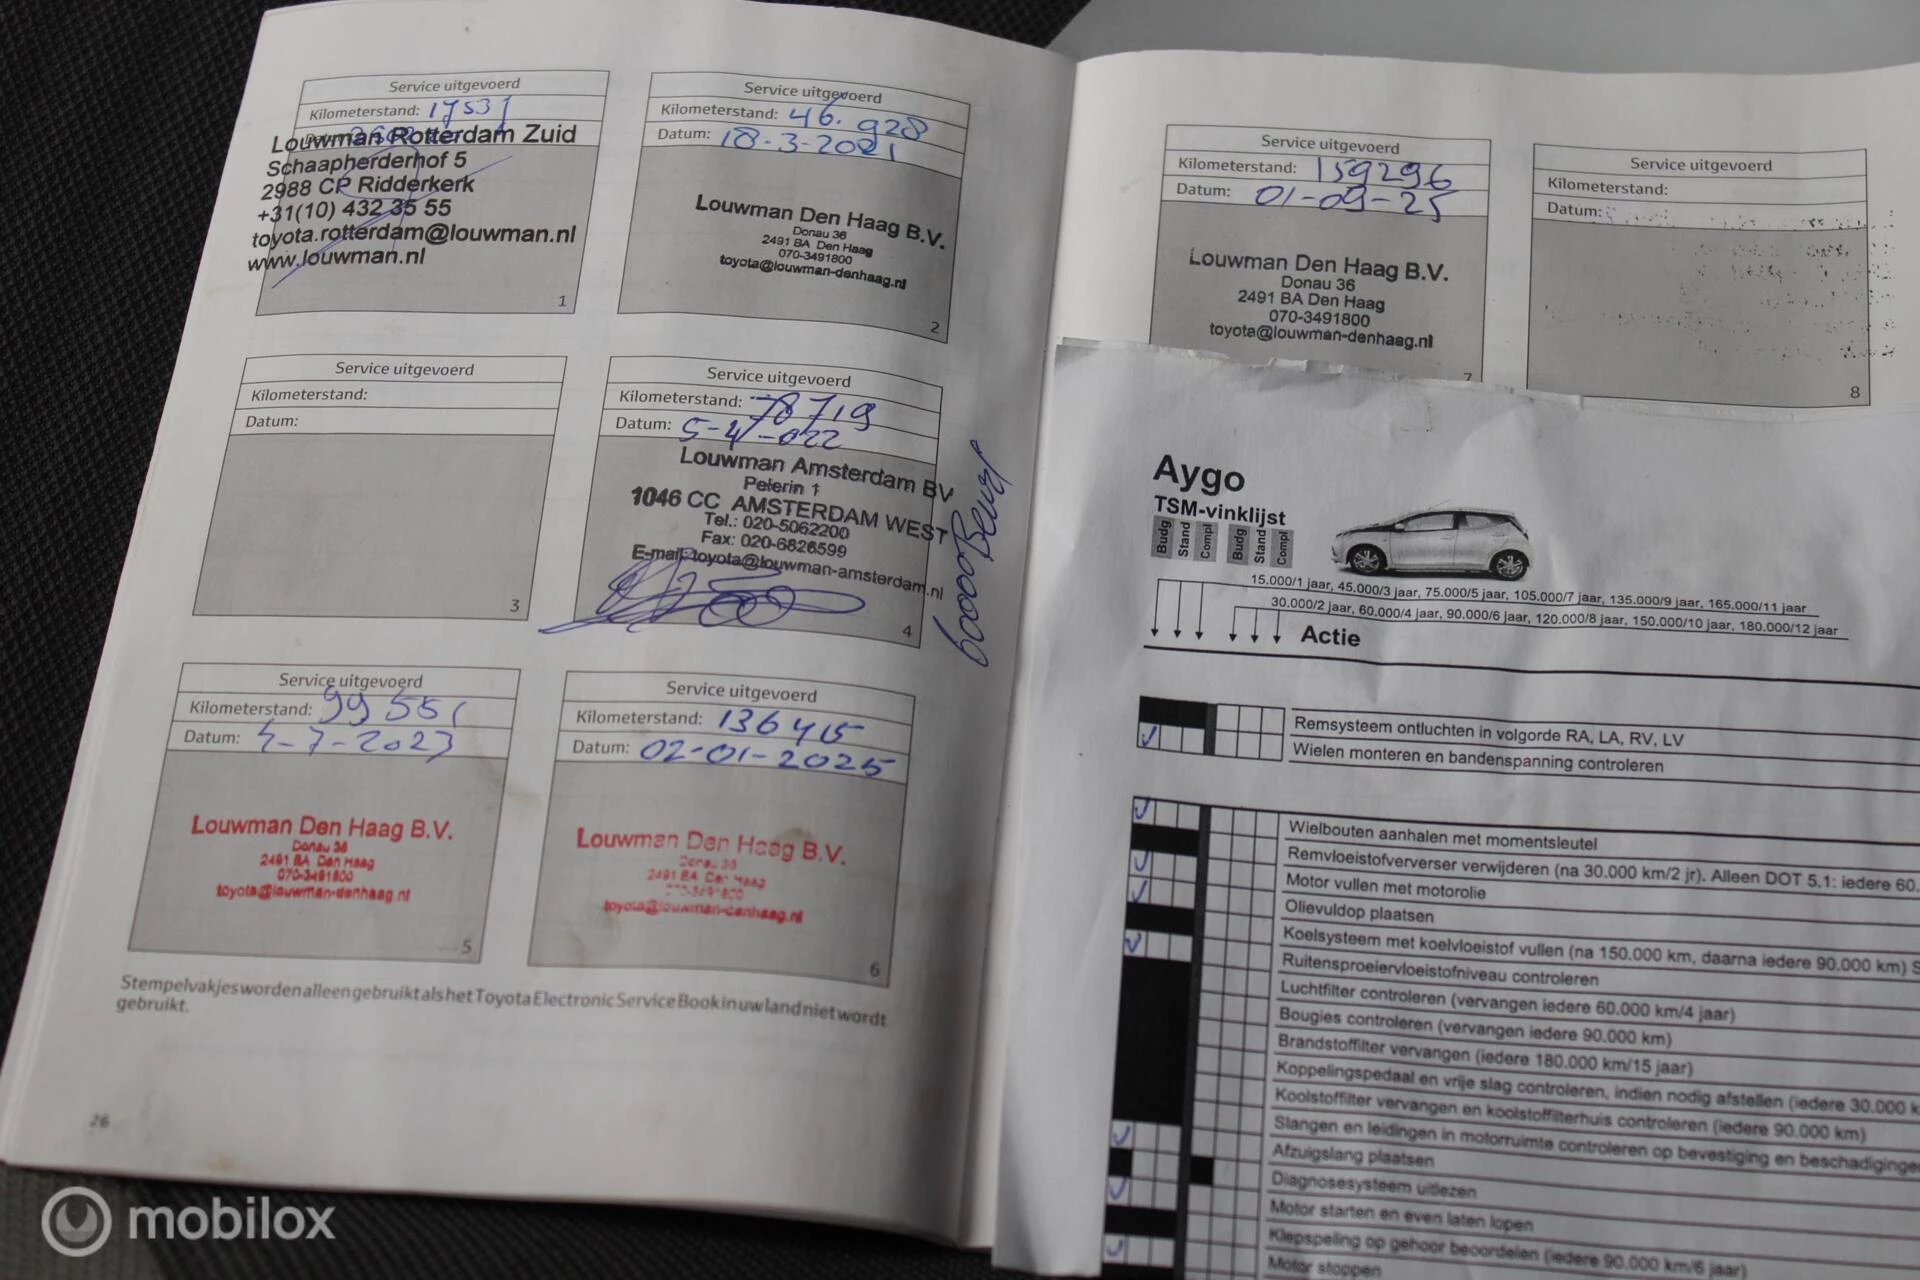 Service uitgevoerd
Kilometerstand: 17531
Louwman Rotterdam Zuid
Schaapherderhof 5
2988 CP Ridderkerk
+31(10) 432 35 55
toyota.rotterdam@louwman.nl
www.louwman.nl
1
Service uitgevoerd
Kilometerstand: 46.928
Datum: 18-3-2021
Louwman Den Haag B.V.
Donau 36
2491 BA Den Haag
070-3491800
toyota@louwman-denhaag.nl
2
Service uitgevoerd
Kilometerstand:
Datum:
3
Service uitgevoerd
Kilometerstand: 78719
Datum: 5-4-022
Louwman Amsterdam BV
Pelerin 1
1046 CC AMSTERDAM WEST
Tel.: 020-5062200
Fax: 020-6826599
E-mail: toyota@louwman-amsterdam.nl
4
60000 Beurt
Service uitgevoerd
Kilometerstand: 99551
Datum: 5-7-2023
Louwman Den Haag B.V.
Donau 36
2491 BA Den Haag
070-3491800
toyota@louwman-denhaag.nl
5
Service uitgevoerd
Kilometerstand: 136415
Datum: 02-01-2025
Louwman Den Haag B.V.
Donau 36
2491 BA Den Haag
070-3491800
toyota@louwman-denhaag.nl
6
Stempelvakjes worden alleen gebruikt als het Toyota Electronic Service Book in uw land niet wordt
gebruikt.
26
Service uitgevoerd
Kilometerstand: 159296
Datum: 01-09-25
Louwman Den Haag B.V.
Donau 36
2491 BA Den Haag
070-3491800
toyota@louwman-denhaag.nl
7
Service uitgevoerd
Kilometerstand:
Datum:
8
Aygo
TSM-vinklijst
Budg Stand Compl Budg Stand Compl
15.000/1 jaar, 45.000/3 jaar, 75.000/5 jaar, 105.000/7 jaar, 135.000/9 jaar, 165.000/11 jaar
30.000/2 jaar, 60.000/4 jaar, 90.000/6 jaar, 120.000/8 jaar, 150.000/10 jaar, 180.000/12 jaar
Actie
Remsysteem ontluchten in volgorde RA, LA, RV, LV
Wielen monteren en bandenspanning controleren
Wielbouten aanhalen met momentsleutel
Remvloeistofververser verwijderen (na 30.000 km/2 jr). Alleen DOT 5.1: iedere 60.
Motor vullen met motorolie
Olievuldop plaatsen
Koelsysteem met koelvloeistof vullen (na 150.000 km, daarna iedere 90.000 km) S
Ruitensproeiervloeistofniveau controleren
Luchtfilter controleren (vervangen iedere 60.000 km/4 jaar)
Bougies controleren (vervangen iedere 90.000 km)
Brandstoffilter vervangen (iedere 180.000 km/15 jaar)
Koppelingspedaal en vrije slag controleren, indien nodig afstellen (iedere 30.000 k
Koolstoffilter vervangen en koolstoffilterhuis controleren (iedere 90.000 km)
Slangen en leidingen in motorruimte controleren op bevestiging en beschadiginge
Afzuigslang plaatsen
Diagnosesysteem uitlezen
Motor starten en even laten lopen
Klepspeling op gehoor beoordelen (iedere 90.000 km/6 jaar)
Motor stoppen
mobilox